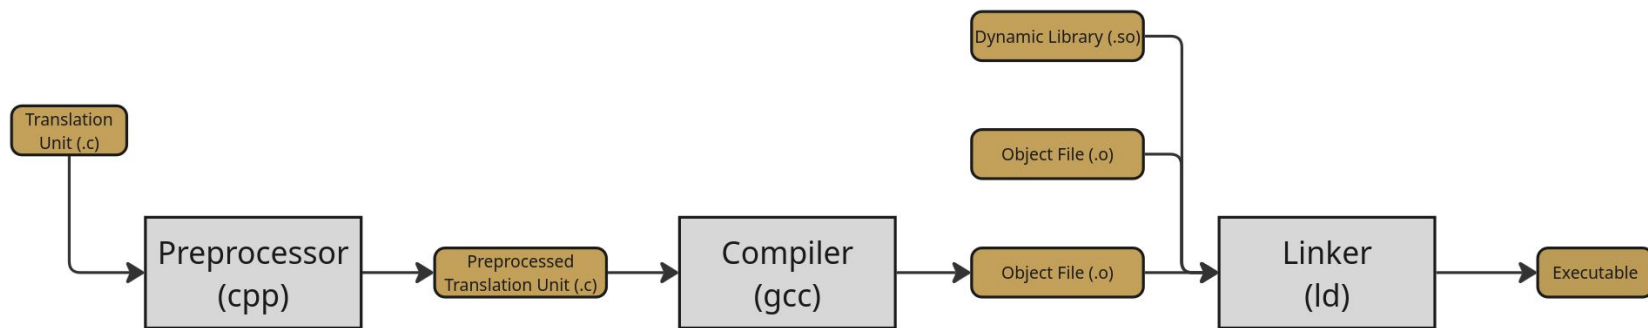 Dynamic Library (.so)
Translation
Unit (.c)
Object File (.o)
Preprocessor
(cpp)
Preprocessed
Translation Unit (.c)
Compiler
(gcc)
Object File (.o)
Linker
(ld)
Executable